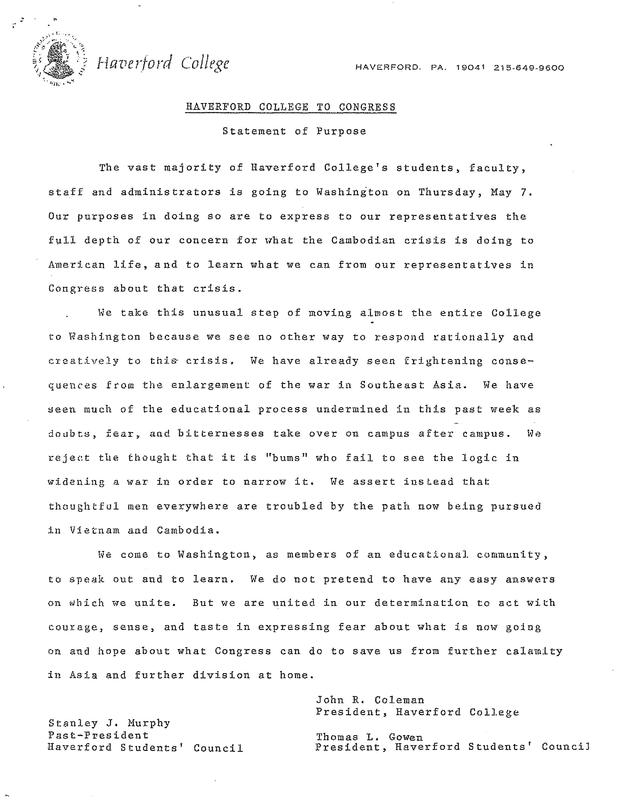 Haverford College
HAVERFORD, PA. 19041 215-649-9600
HAVERFORD COLLEGE TO CONGRESS
Statement of Purpose
The vast majority of Haverford College's students, faculty,
staff and administrators is going to Washington on Thursday, May 7.
Our purposes in doing so are to express to our representatives the
full depth of our concern for what the Cambodian crisis is doing to
American life, and to learn what we can from our representatives in
Congress about that crisis.
We take this unusual step of moving almost the entire College
to Washington because we see no other way to respond rationally and
creatively to this crisis. We have already seen frightening conse-
quences from the enlargement of the war in Southeast Asia. We have
seen much of the educational process undermined in this past week as
doubts, fear, and bitternesses take over on campus after campus. We
reject the thought that it is "bums" who fail to see the logic in
widening a war in order to narrow it. We assert instead that
thoughtful men everywhere are troubled by the path now being pursued
in Vietnam and Cambodia.
We come to Washington, as members of an educational community,
to speak out and to learn. We do not pretend to have any easy answers
on which we unite. But we are united in our determination to act with
courage, sense, and taste in expressing fear about what is now going
on and hope about what Congress can do to save us from further calamity
in Asia and further division at home.
John R. Coleman
President, Haverford College
Stanley J. Murphy
Past-President
Haverford Students' Council
Thomas L. Gowen
President, Haverford Students' Council